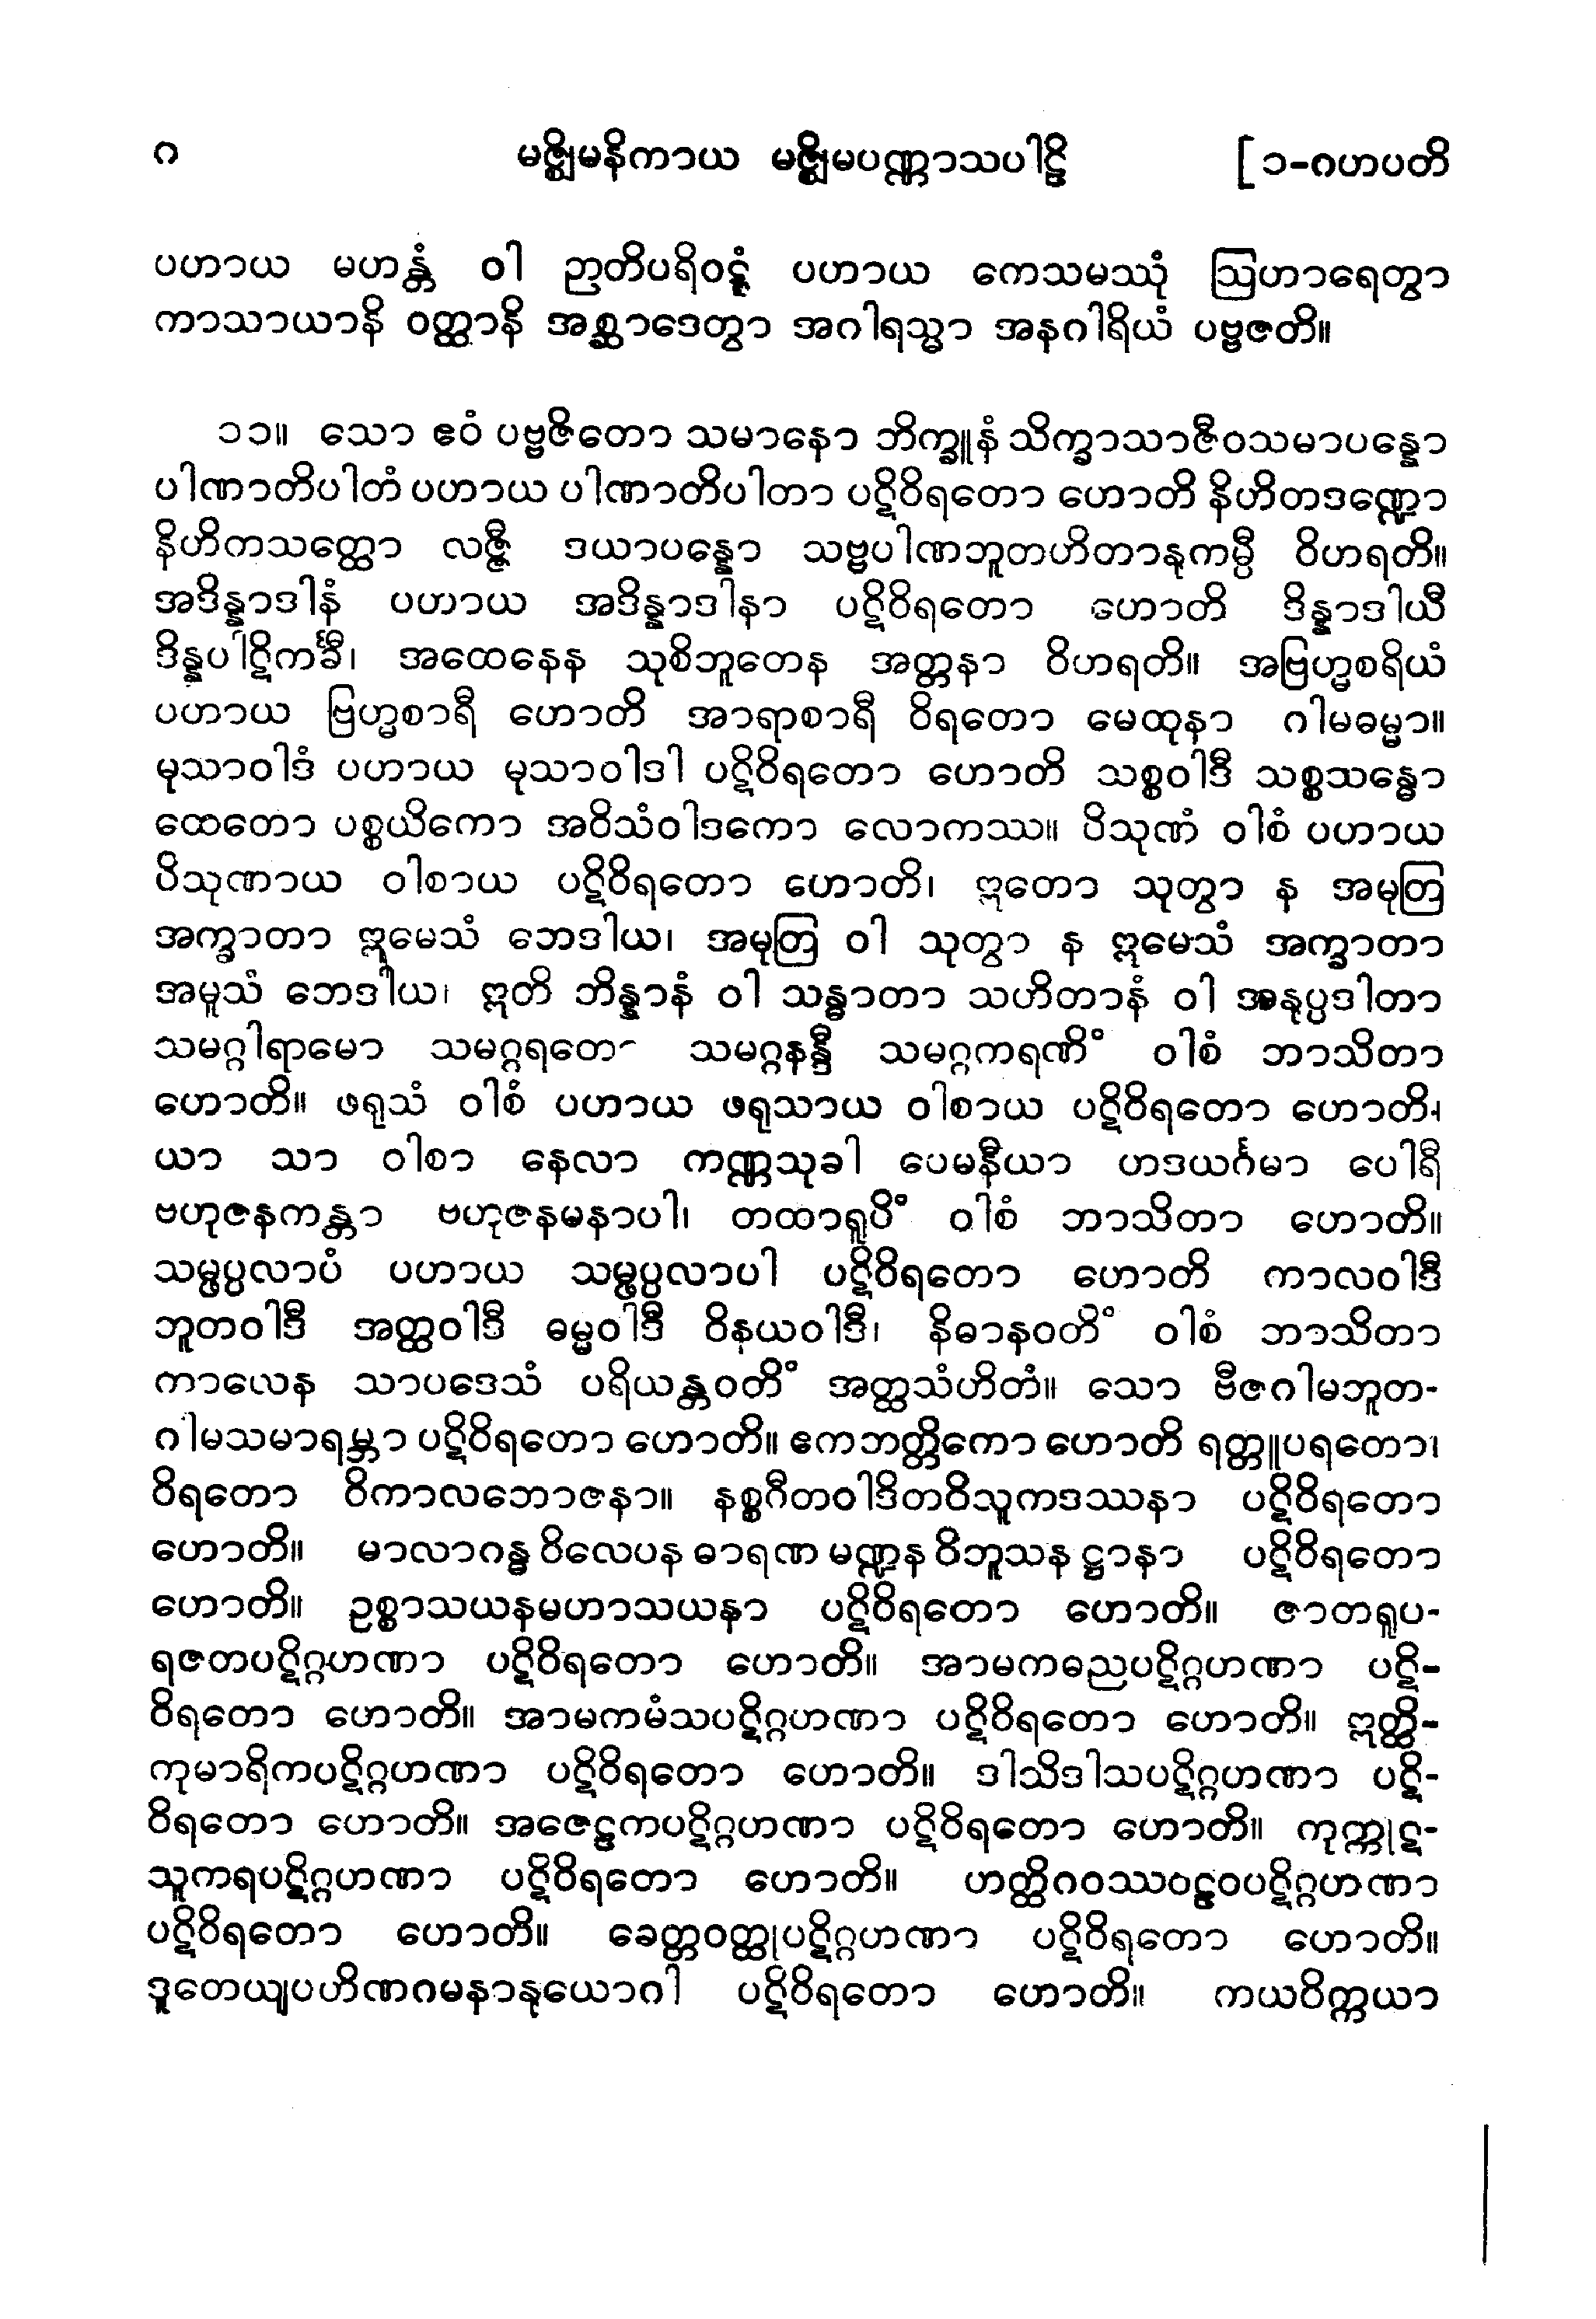 ဂ မဇ္ဈိမနိကာယ မဇ္ဈိမပဏ္ဏာသပါဠိ [၁-ဂဟပတိ
ပဟာယ မဟန္တံ ဝါ ဉာတိပရိဝဋ္ဋံ ပဟာယ ကေသမဿုံ ဩဟာရေတွာ
ကာသာယာနိ ဝတ္ထာနိ အစ္ဆာဒေတွာ အဂါရသ္မာ အနဂါရိယံ ပဗ္ဗဇတိ။
၁၁။ သော ဧဝံ ပဗ္ဗဇိတော သမာနော ဘိက္ခူနံ သိက္ခာသာဇီဝသမာပန္နော
ပါဏာတိပါတံ ပဟာယ ပါဏာတိပါတာ ပဋိဝိရတော ဟောတိ နိဟိတဒဏ္ဍော
နိဟိကသတ္ထော လဇ္ဇီ ဒယာပန္နော သဗ္ဗပါဏဘူတဟိတာနုကမ္ပီ ဝိဟရတိ။
အဒိန္နာဒါနံ ပဟာယ အဒိန္နာဒါနာ ပဋိဝိရတော ဟောတိ ဒိန္နာဒါယီ
ဒိန္နပါဋိကင်္ခီ၊ အထေနေန သုစိဘူတေန အတ္တနာ ဝိဟရတိ။ အဗြဟ္မစရိယံ
ပဟာယ ဗြဟ္မစာရီ ဟောတိ အာရာစာရီ ဝိရတော မေထုနာ ဂါမဓမ္မာ။
မုသာဝါဒံ ပဟာယ မုသာဝါဒါ ပဋိဝိရတော ဟောတိ သစ္စဝါဒီ သစ္စသန္ဓော
ထေတော ပစ္စယိကော အဝိသံဝါဒကော လောကဿ။ ပိသုဏံ ဝါစံ ပဟာယ
ပိသုဏာယ ဝါစာယ ပဋိဝိရတော ဟောတိ၊ ဣတော သုတွာ န အမုတြ
အက္ခာတာ ဣမေသံ ဘေဒါယ၊ အမုတြ ဝါ သုတွာ န ဣမေသံ အက္ခာတာ
အမူသံ ဘေဒါယ၊ ဣတိ ဘိန္နာနံ ဝါ သန္ဓာတာ သဟိတာနံ ဝါ အနုပ္ပဒါတာ
သမဂ္ဂါရာမော သမဂ္ဂရတော သမဂ္ဂနန္ဒီ သမဂ္ဂကရဏိံ ဝါစံ ဘာသိတာ
ဟောတိ။ ဖရုသံ ဝါစံ ပဟာယ ဖရုသာယ ဝါစာယ ပဋိဝိရတော ဟောတိ၊
ယာ သာ ဝါစာ နေလာ ကဏ္ဏသုခါ ပေမနီယာ ဟဒယင်္ဂမာ ပေါရီ
ဗဟုဇနကန္တာ ဗဟုဇနမနာပါ၊ တထာရူပိံ ဝါစံ ဘာသိတာ ဟောတိ။
သမ္ဖပ္ပလာပံ ပဟာယ သမ္ဖပ္ပလာပါ ပဋိဝိရတော ဟောတိ ကာလဝါဒီ
ဘူတဝါဒီ အတ္ထဝါဒီ ဓမ္မဝါဒီ ဝိနယဝါဒီ၊ နိဓာနဝတိံ ဝါစံ ဘာသိတာ
ကာလေန သာပဒေသံ ပရိယန္တဝတိံ အတ္ထသံဟိတံ။ သော ဗီဇဂါမဘူတ-
ဂါမသမာရမ္ဘာ ပဋိဝိရတော ဟောတိ။ ဧကဘတ္တိကော ဟောတိ ရတ္တူပရတော၊
ဝိရတော ဝိကာလဘောဇနာ။ နစ္စဂီတဝါဒိတဝိသူကဒဿနာ ပဋိဝိရတော
ဟောတိ။ မာလာဂန္ဓ ဝိလေပန ဓာရဏ မဏ္ဍန ဝိဘူသန ဋ္ဌာနာ ပဋိဝိရတော
ဟောတိ။ ဥစ္စာသယနမဟာသယနာ ပဋိဝိရတော ဟောတိ။ ဇာတရူပ-
ရဇတပဋိဂ္ဂဟဏာ ပဋိဝိရတော ဟောတိ။ အာမကဓညပဋိဂ္ဂဟဏာ ပဋိ-
ဝိရတော ဟောတိ။ အာမကမံသပဋိဂ္ဂဟဏာ ပဋိဝိရတော ဟောတိ။ ဣတ္ထိ-
ကုမာရိကပဋိဂ္ဂဟဏာ ပဋိဝိရတော ဟောတိ။ ဒါသိဒါသပဋိဂ္ဂဟဏာ ပဋိ-
ဝိရတော ဟောတိ။ အဇေဠကပဋိဂ္ဂဟဏာ ပဋိဝိရတော ဟောတိ။ ကုက္ကုဋ-
သူကရပဋိဂ္ဂဟဏာ ပဋိဝိရတော ဟောတိ။ ဟတ္ထိဂဝဿဝဠဝပဋိဂ္ဂဟဏာ
ပဋိဝိရတော ဟောတိ။ ခေတ္တဝတ္ထုပဋိဂ္ဂဟဏာ ပဋိဝိရတော ဟောတိ။
ဒူတေယျပဟိဏဂမနာနုယောဂါ ပဋိဝိရတော ဟောတိ။ ကယဝိက္ကယာ